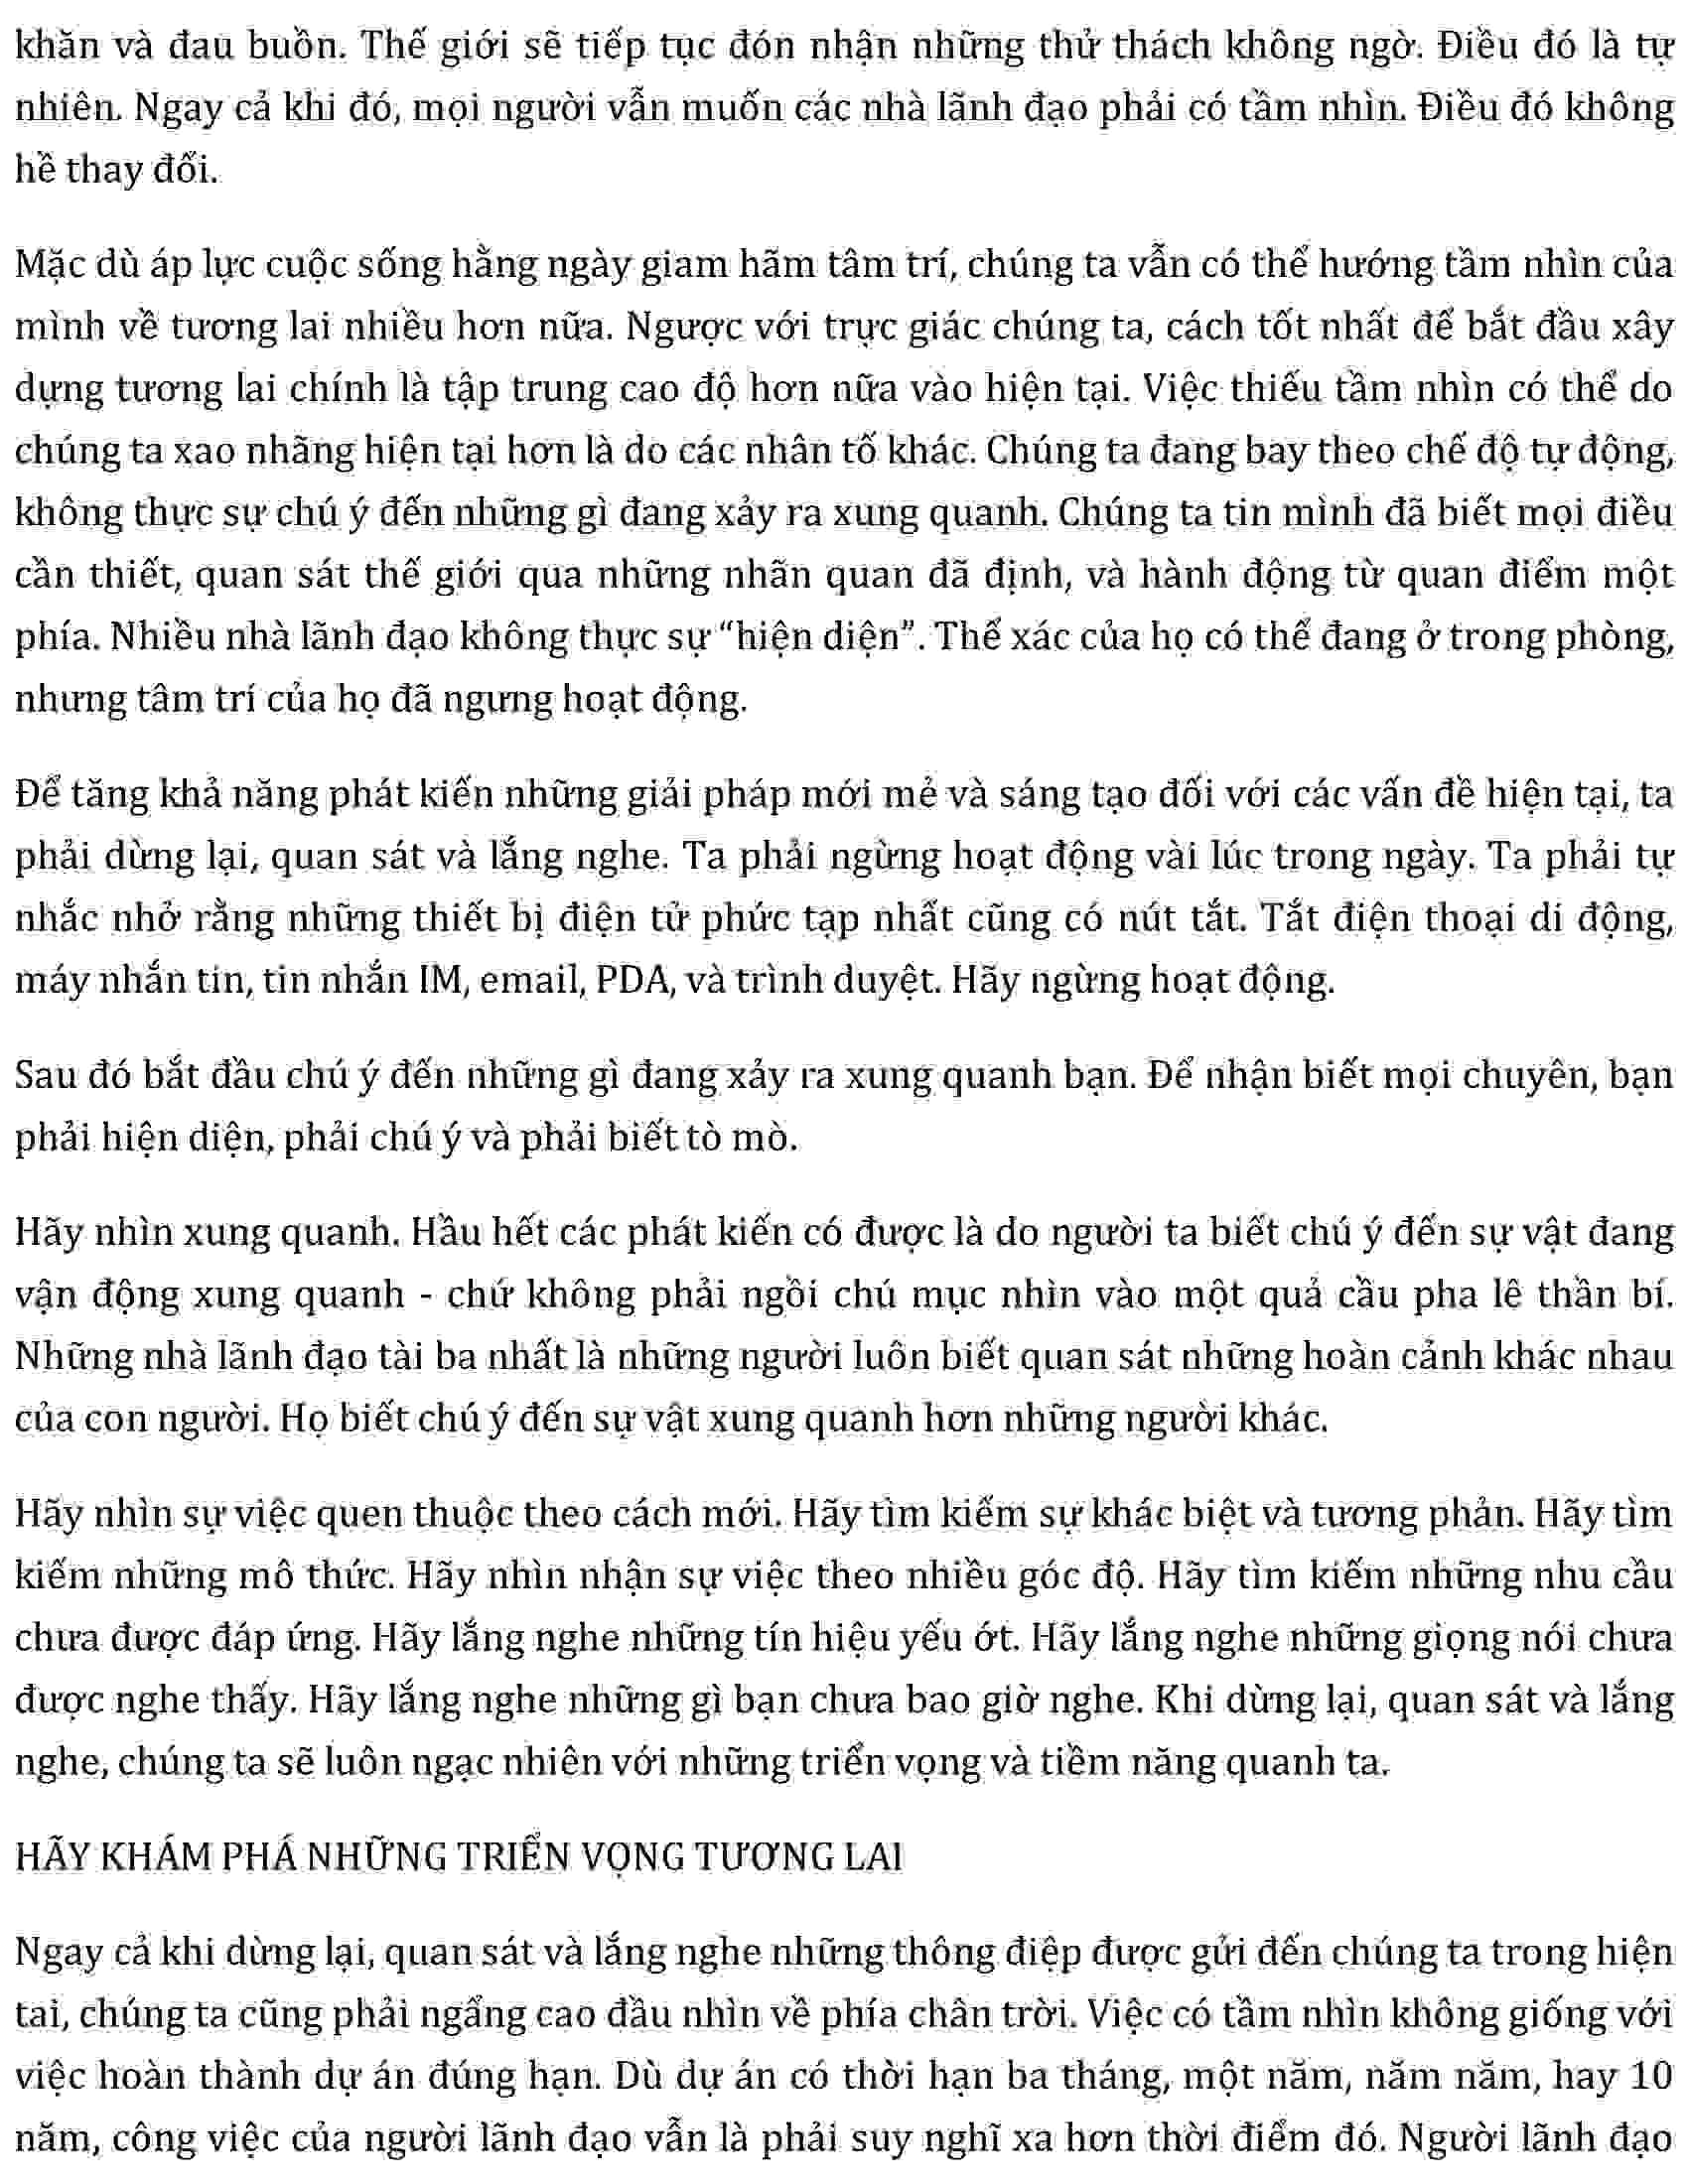 khăn và đau buồn. Thế giới sẽ tiếp tục đón nhận những thử thách không ngờ. Điều đó là tự
nhiên. Ngay cả khi đó, mọi người vẫn muốn các nhà lãnh đạo phải có tầm nhìn. Điều đó không
hề thay đổi.
Mặc dù áp lực cuộc sống hằng ngày giam hãm tâm trí, chúng ta vẫn có thể hướng tầm nhìn của
mình về tương lai nhiều hơn nữa. Ngược với trực giác chúng ta, cách tốt nhất để bắt đầu xây
dựng tương lai chính là tập trung cao độ hơn nữa vào hiện tại. Việc thiếu tầm nhìn có thể do
chúng ta xao nhãng hiện tại hơn là do các nhân tố khác. Chúng ta đang bay theo chế độ tự động,
không thực sự chú ý đến những gì đang xảy ra xung quanh. Chúng ta tin mình đã biết mọi điều
cần thiết, quan sát thế giới qua những nhãn quan đã định, và hành động từ quan điểm một
phía. Nhiều nhà lãnh đạo không thực sự “hiện diện”. Thể xác của họ có thể đang ở trong phòng,
nhưng tâm trí của họ đã ngưng hoạt động.
Để tăng khả năng phát kiến những giải pháp mới mẻ và sáng tạo đối với các vấn đề hiện tại, ta
phải dừng lại, quan sát và lắng nghe. Ta phải ngừng hoạt động vài lúc trong ngày. Ta phải tự
nhắc nhở rằng những thiết bị điện tử phức tạp nhất cũng có nút tắt. Tắt điện thoại di động,
máy nhắn tin, tin nhắn IM, email, PDA, và trình duyệt. Hãy ngừng hoạt động.
Sau đó bắt đầu chú ý đến những gì đang xảy ra xung quanh bạn. Để nhận biết mọi chuyên, bạn
phải hiện diện, phải chú ý và phải biết tò mò.
Hãy nhìn xung quanh. Hầu hết các phát kiến có được là do người ta biết chú ý đến sự vật đang
vận động xung quanh - chứ không phải ngồi chú mục nhìn vào một quả cầu pha lê thần bí.
Những nhà lãnh đạo tài ba nhất là những người luôn biết quan sát những hoàn cảnh khác nhau
của con người. Họ biết chú ý đến sự vật xung quanh hơn những người khác.
Hãy nhìn sự việc quen thuộc theo cách mới. Hãy tìm kiếm sự khác biệt và tương phản. Hãy tìm
kiếm những mô thức. Hãy nhìn nhận sự việc theo nhiều góc độ. Hãy tìm kiếm những nhu cầu
chưa được đáp ứng. Hãy lắng nghe những tín hiệu yếu ớt. Hãy lắng nghe những giọng nói chưa
được nghe thấy. Hãy lắng nghe những gì bạn chưa bao giờ nghe. Khi dừng lại, quan sát và lắng
nghe, chúng ta sẽ luôn ngạc nhiên với những triển vọng và tiềm năng quanh ta.
HÃY KHÁM PHÁ NHỮNG TRIỂN VỌNG TƯƠNG LAI
Ngay cả khi dừng lại, quan sát và lắng nghe những thông điệp được gửi đến chúng ta trong hiện
tai, chúng ta cũng phải ngẩng cao đầu nhìn về phía chân trời. Việc có tầm nhìn không giống với
việc hoàn thành dự án đúng hạn. Dù dự án có thời hạn ba tháng, một năm, năm năm, hay 10
năm, công việc của người lãnh đạo vẫn là phải suy nghĩ xa hơn thời điểm đó. Người lãnh đạo